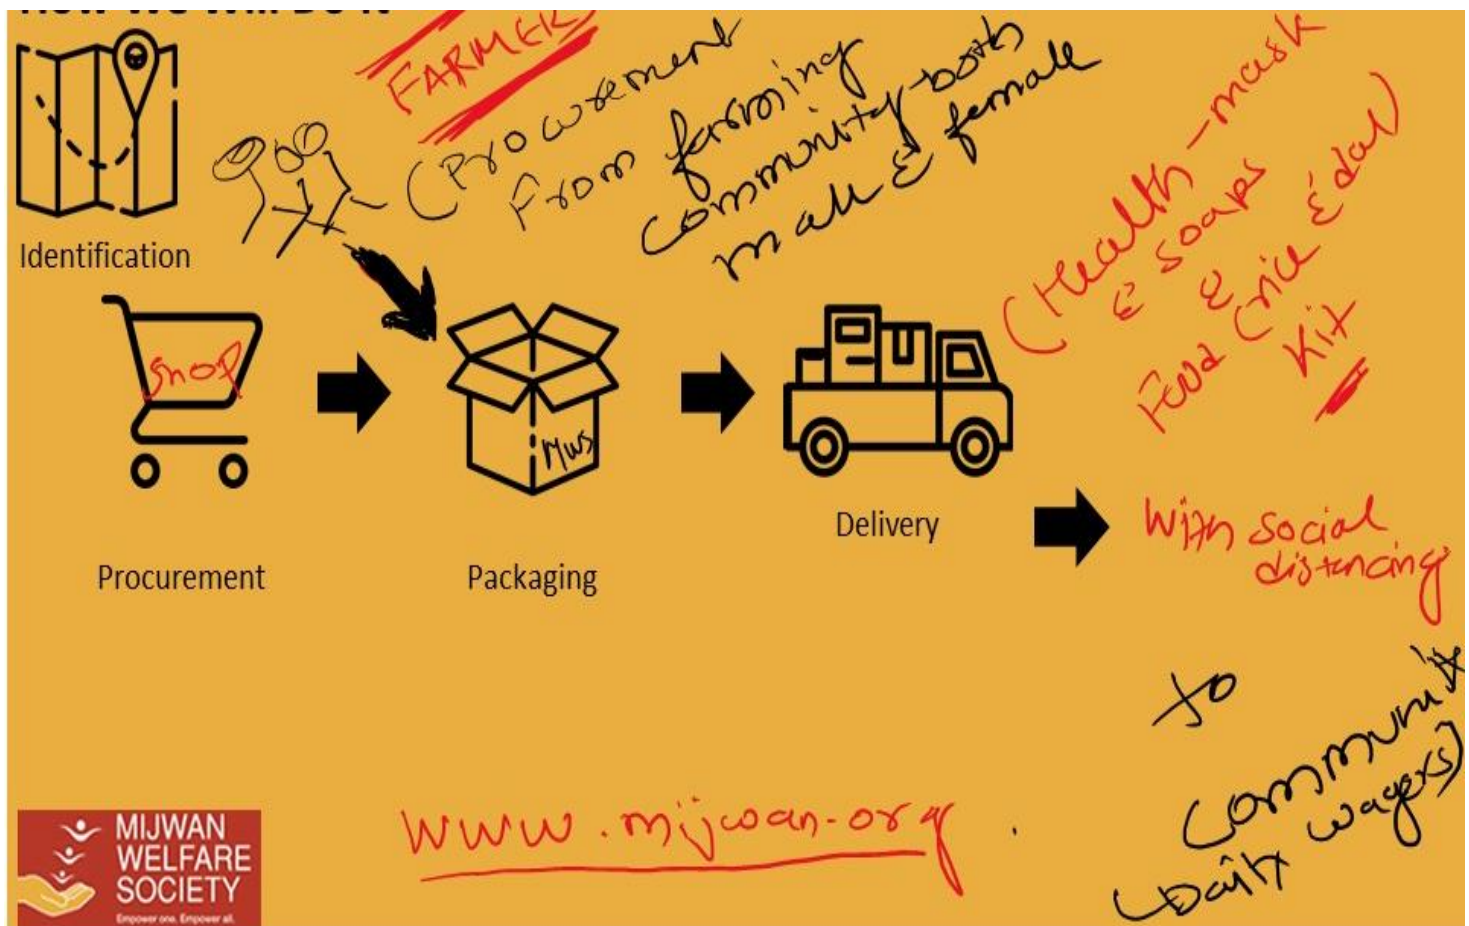 FARMER
(Procurement
From farming
community both
male & female
(Health - mask
& soaps
&
Food (rice & dal)
Kit
Identification
Shop
MWS
Procurement
Packaging
Delivery
With social
distancing
to
community
(Daily wagers)
www.mijwan.org.
MIJWAN
WELFARE
SOCIETY
Empower one. Empower all.